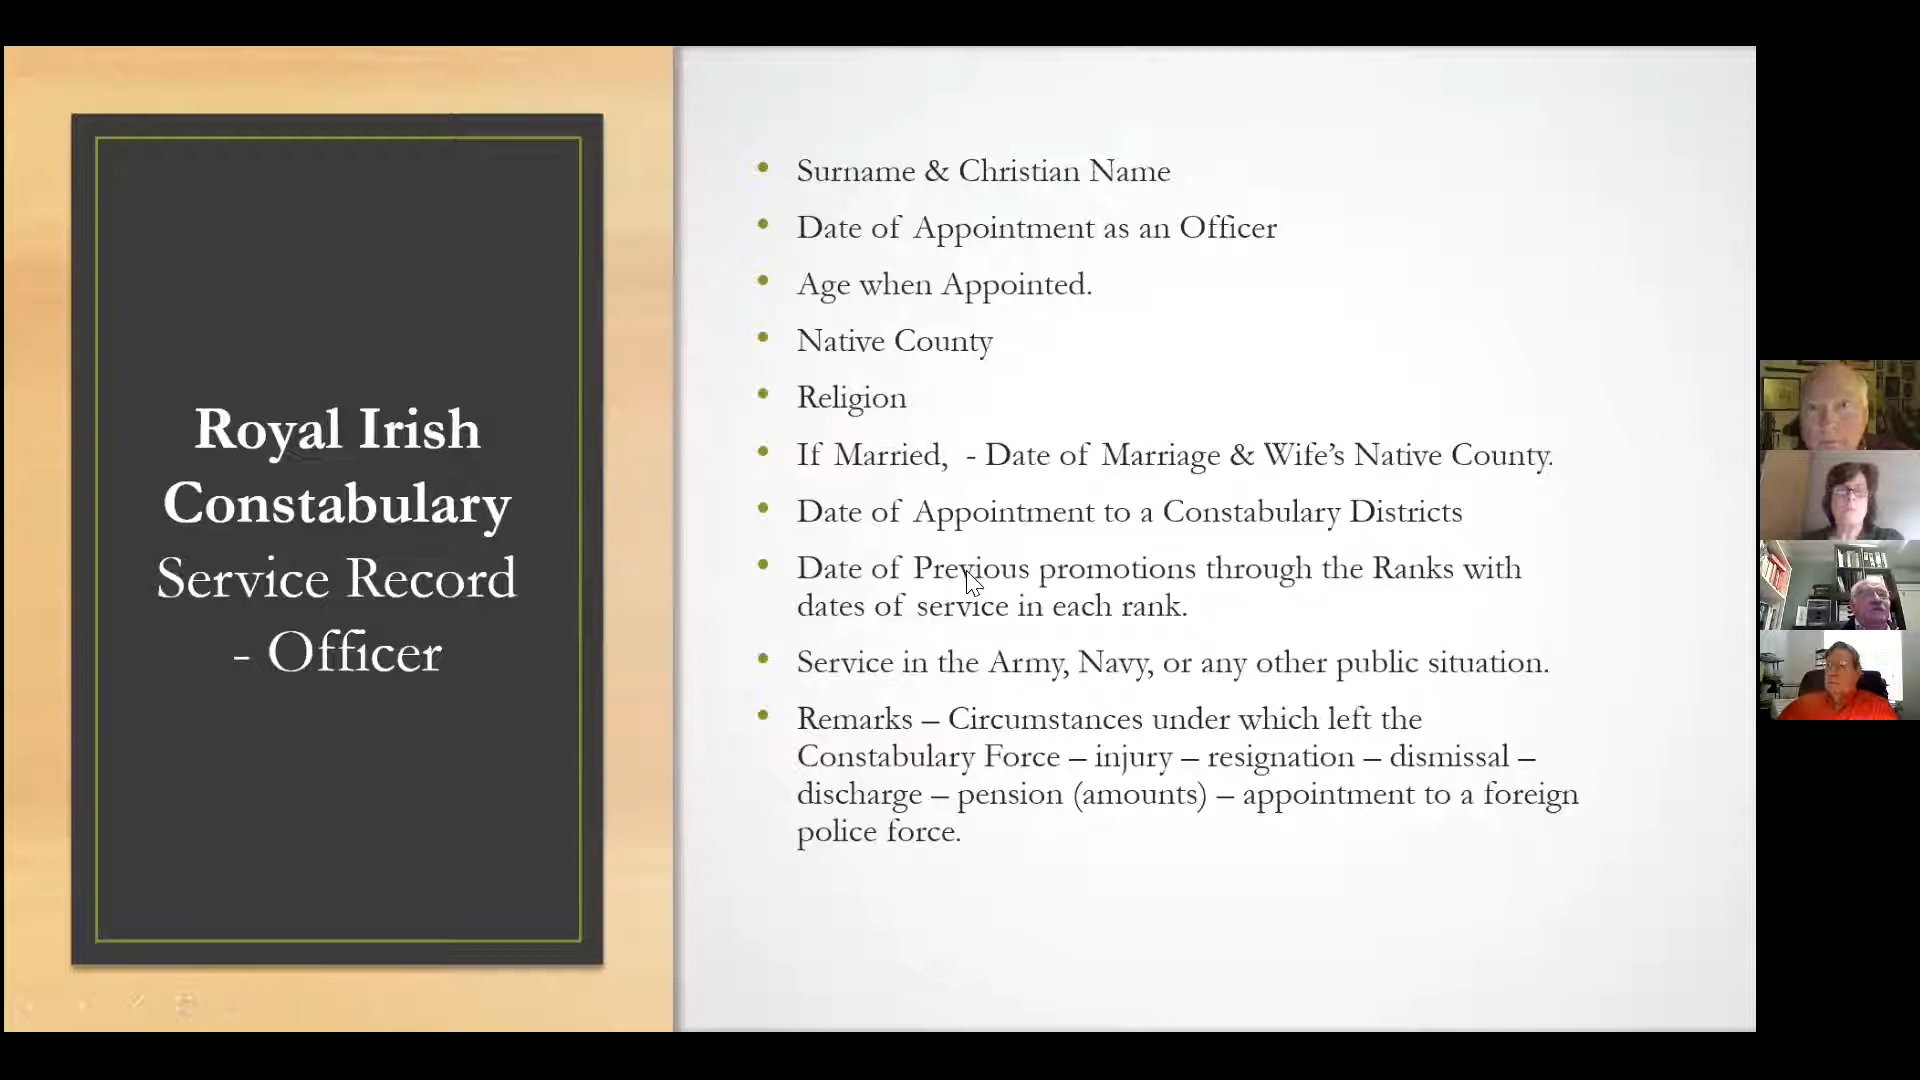 Royal Irish
Constabulary
Service Record
- Officer
• Surname & Christian Name
• Date of Appointment as an Officer
• Age when Appointed.
• Native County
• Religion
• If Married, - Date of Marriage & Wife’s Native County.
• Date of Appointment to a Constabulary Districts
• Date of Previous promotions through the Ranks with
dates of service in each rank.
• Service in the Army, Navy, or any other public situation.
• Remarks – Circumstances under which left the
Constabulary Force – injury – resignation – dismissal –
discharge – pension (amounts) – appointment to a foreign
police force.